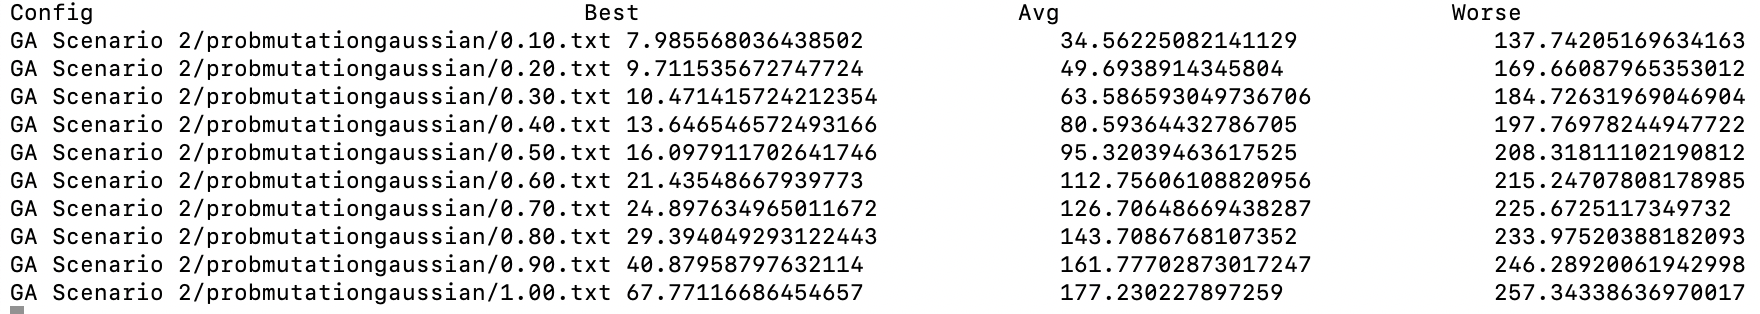 Config Best Avg Worse
GA Scenario 2/probmutationgaussian/0.10.txt 7.985568036438502 34.56225082141129 137.74205169634163
GA Scenario 2/probmutationgaussian/0.20.txt 9.711535672747724 49.6938914345804 169.66087965353012
GA Scenario 2/probmutationgaussian/0.30.txt 10.471415724212354 63.586593049736706 184.72631969046904
GA Scenario 2/probmutationgaussian/0.40.txt 13.646546572493166 80.59364432786705 197.76978244947722
GA Scenario 2/probmutationgaussian/0.50.txt 16.097911702641746 95.32039463617525 208.31811102190812
GA Scenario 2/probmutationgaussian/0.60.txt 21.43548667939773 112.75606108820956 215.24707808178985
GA Scenario 2/probmutationgaussian/0.70.txt 24.897634965011672 126.70648669438287 225.6725117349732
GA Scenario 2/probmutationgaussian/0.80.txt 29.394049293122443 143.7086768107352 233.97520388182093
GA Scenario 2/probmutationgaussian/0.90.txt 40.87958797632114 161.77702873017247 246.28920061942998
GA Scenario 2/probmutationgaussian/1.00.txt 67.77116686454657 177.230227897259 257.34338636970017